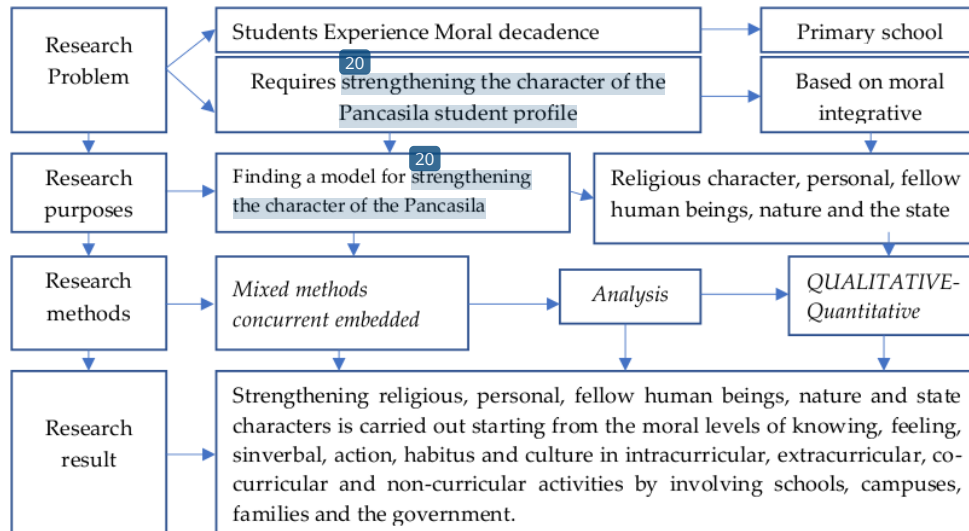 Research
Problem
Students Experience Moral decadence
Primary school
20
Requires strengthening the character of the
Pancasila student profile
Based on moral
integrative
Research
purposes
20
Finding a model for strengthening
the character of the Pancasila
Religious character, personal, fellow
human beings, nature and the state
Research
methods
Mixed methods
concurrent embedded
Analysis
QUALITATIVE-
Quantitative
Research
result
Strengthening religious, personal, fellow human beings, nature and state
characters is carried out starting from the moral levels of knowing, feeling,
sinverbal, action, habitus and culture in intracurricular, extracurricular, co-
curricular and non-curricular activities by involving schools, campuses,
families and the government.